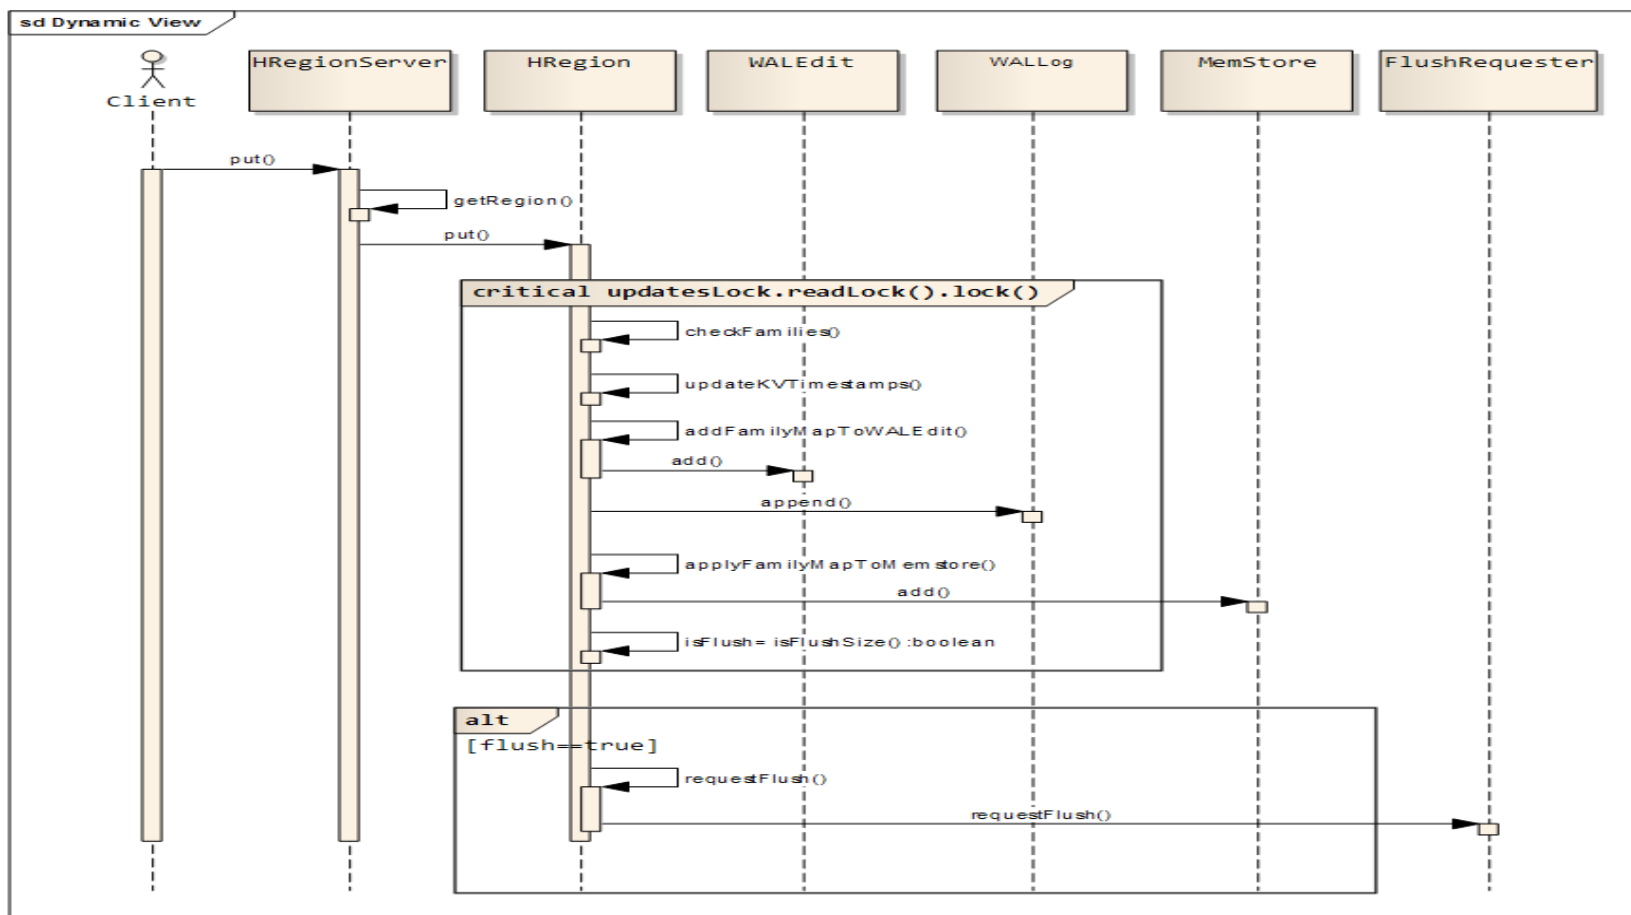 sd Dynamic View
Client
HRegionServer
HRegion
WALEdit
WALLog
MemStore
FlushRequester
put()
getRegion()
put()
critical updatesLock.readLock().lock()
checkFamilies()
updateKVTimestamps()
addFamilyMapToWALEdit()
add()
append()
applyFamilyMapToMemstore()
add()
isFlush= isFlushSize() :boolean
alt
[flush==true]
requestFlush()
requestFlush()